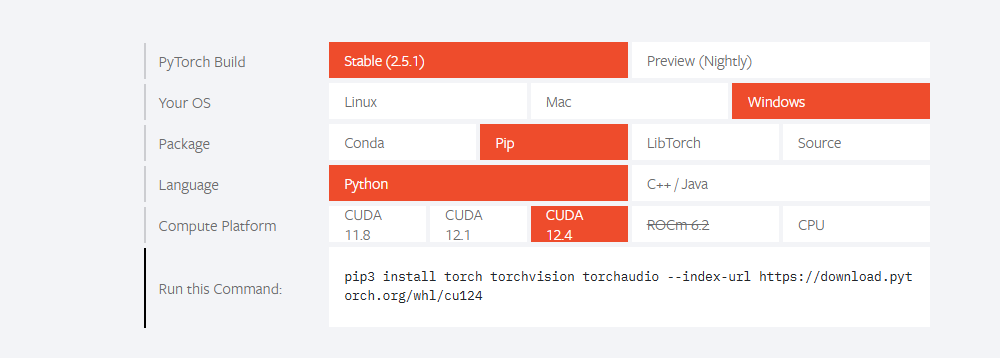 PyTorch Build
Stable (2.5.1)
Preview (Nightly)
Your OS
Linux
Mac
Windows
Package
Conda
Pip
LibTorch
Source
Language
Python
C++ / Java
Compute Platform
CUDA
11.8
CUDA
12.1
CUDA
12.4
ROCm 6.2
CPU
Run this Command:
pip3 install torch torchvision torchaudio --index-url https://download.pyt
orch.org/whl/cu124